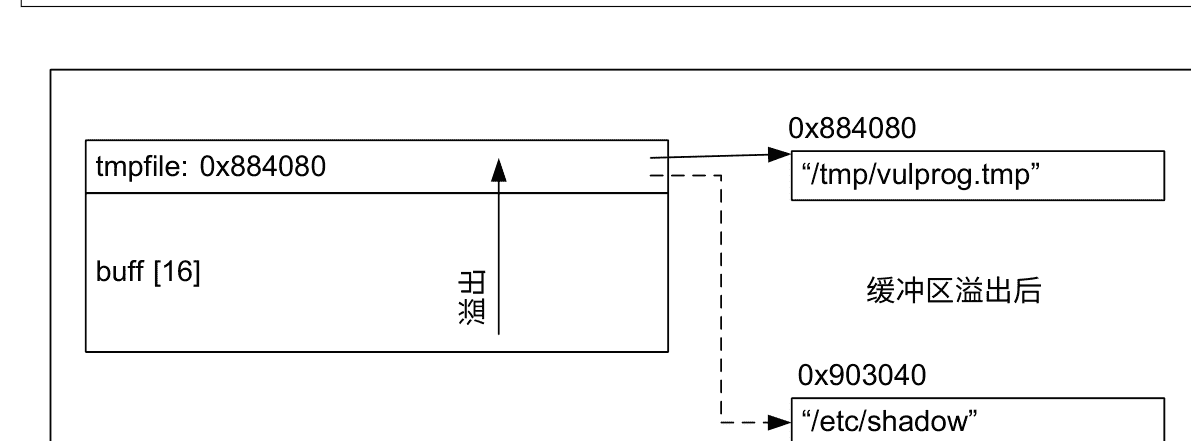 0x884080
tmpfile: 0x884080
“/tmp/vulprog.tmp”
buff [16]
溢出
缓冲区溢出后
0x903040
“/etc/shadow”